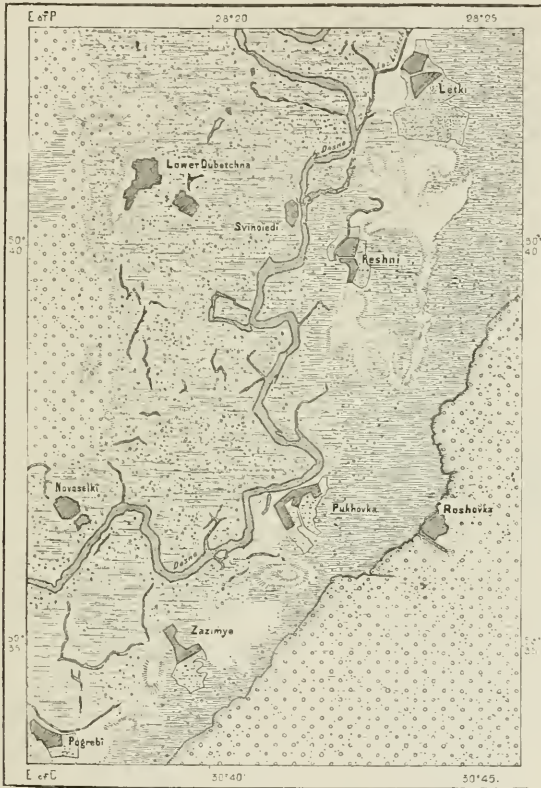 E of P
28°20
28°25
Letki
Desna
Lower Dubetchna
Svinoiedi
50°
40
50°
40
Reshni
Novoselki
Pukhovka
Roshovka
Desna
Zazimye
Pogrebi
E of G
30°40
30°45.